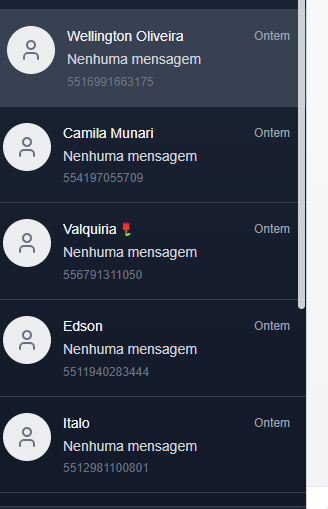 Wellington Oliveira
Ontem
Nenhuma mensagem
5516991663175
Camila Munari
Ontem
Nenhuma mensagem
554197055709
Valquiria 🌹
Ontem
Nenhuma mensagem
556791311050
Edson
Ontem
Nenhuma mensagem
5511940283444
Italo
Ontem
Nenhuma mensagem
5512981100801